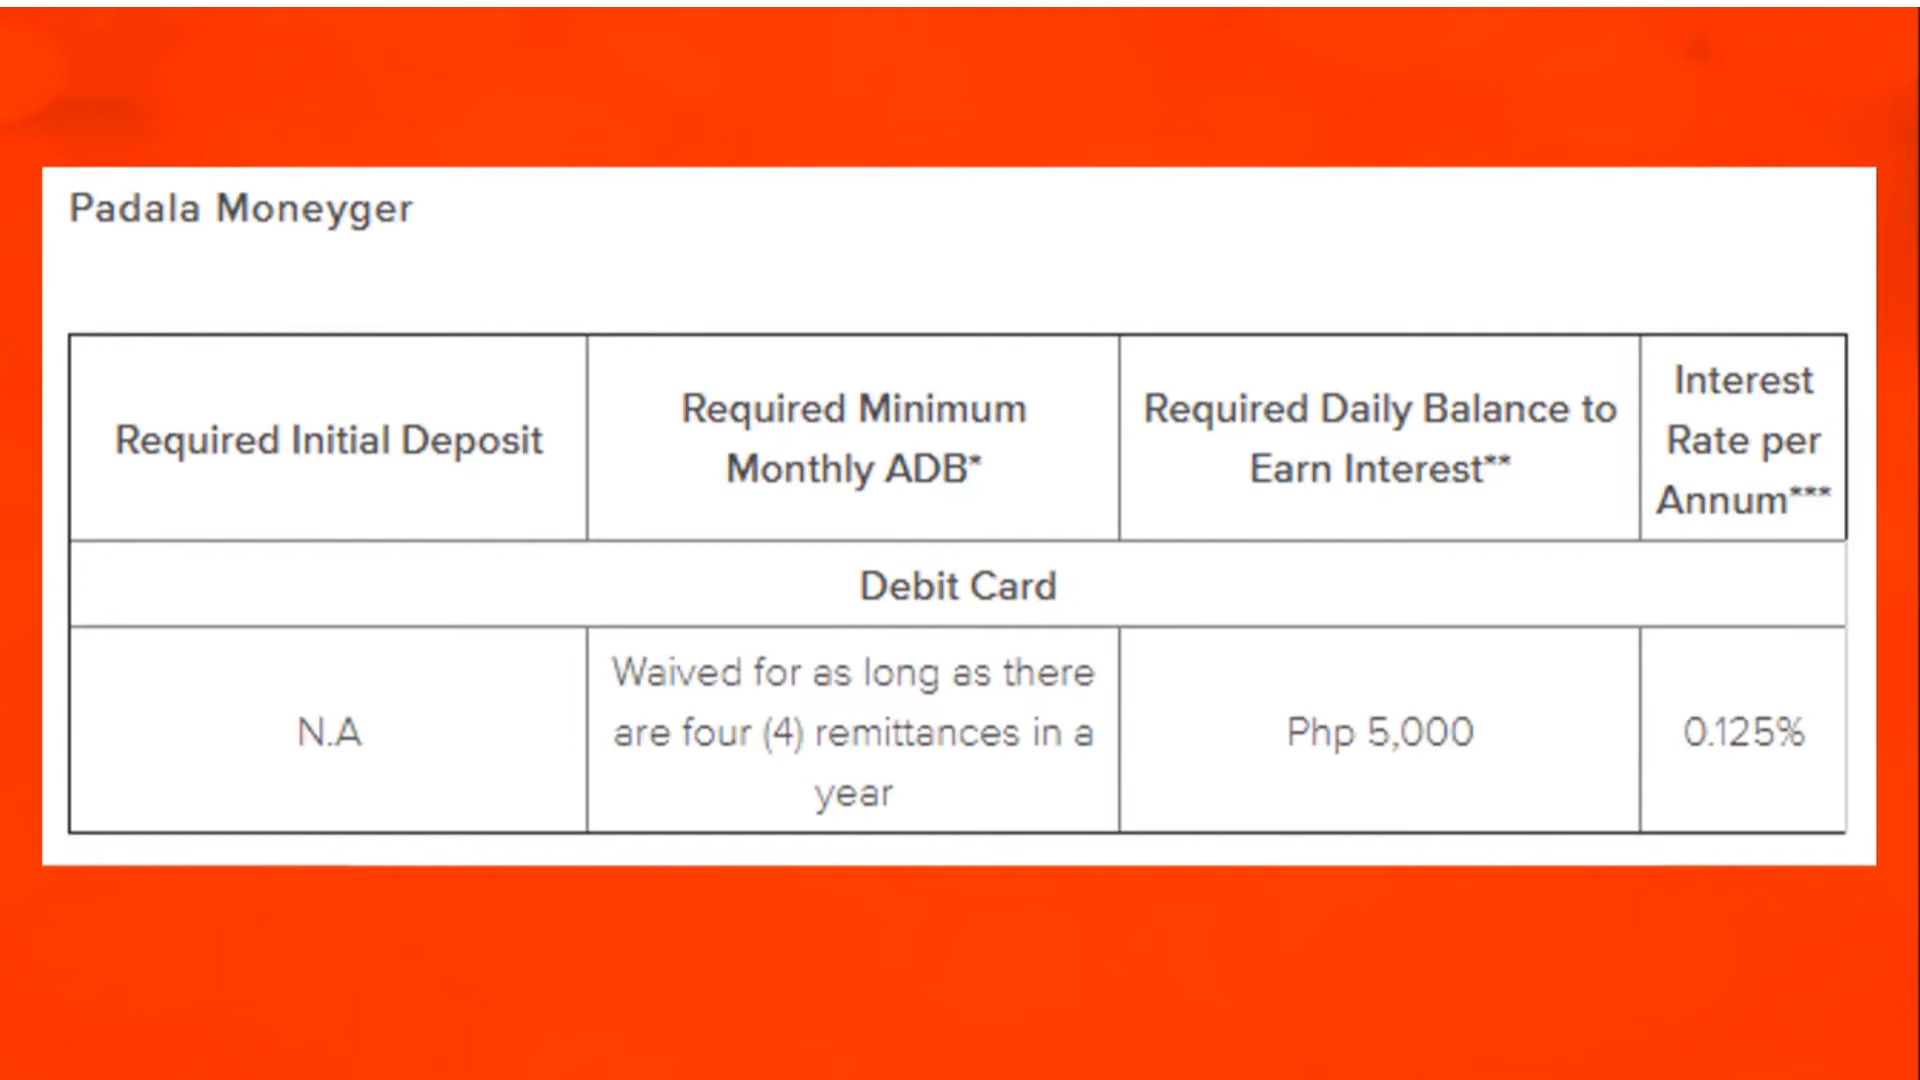 Padala Moneyger
Required Initial Deposit
Required Minimum
Monthly ADB*
Required Daily Balance to
Earn Interest**
Interest
Rate per
Annum***
Debit Card
N.A
Waived for as long as there
are four (4) remittances in a
year
Php 5,000
0.125%